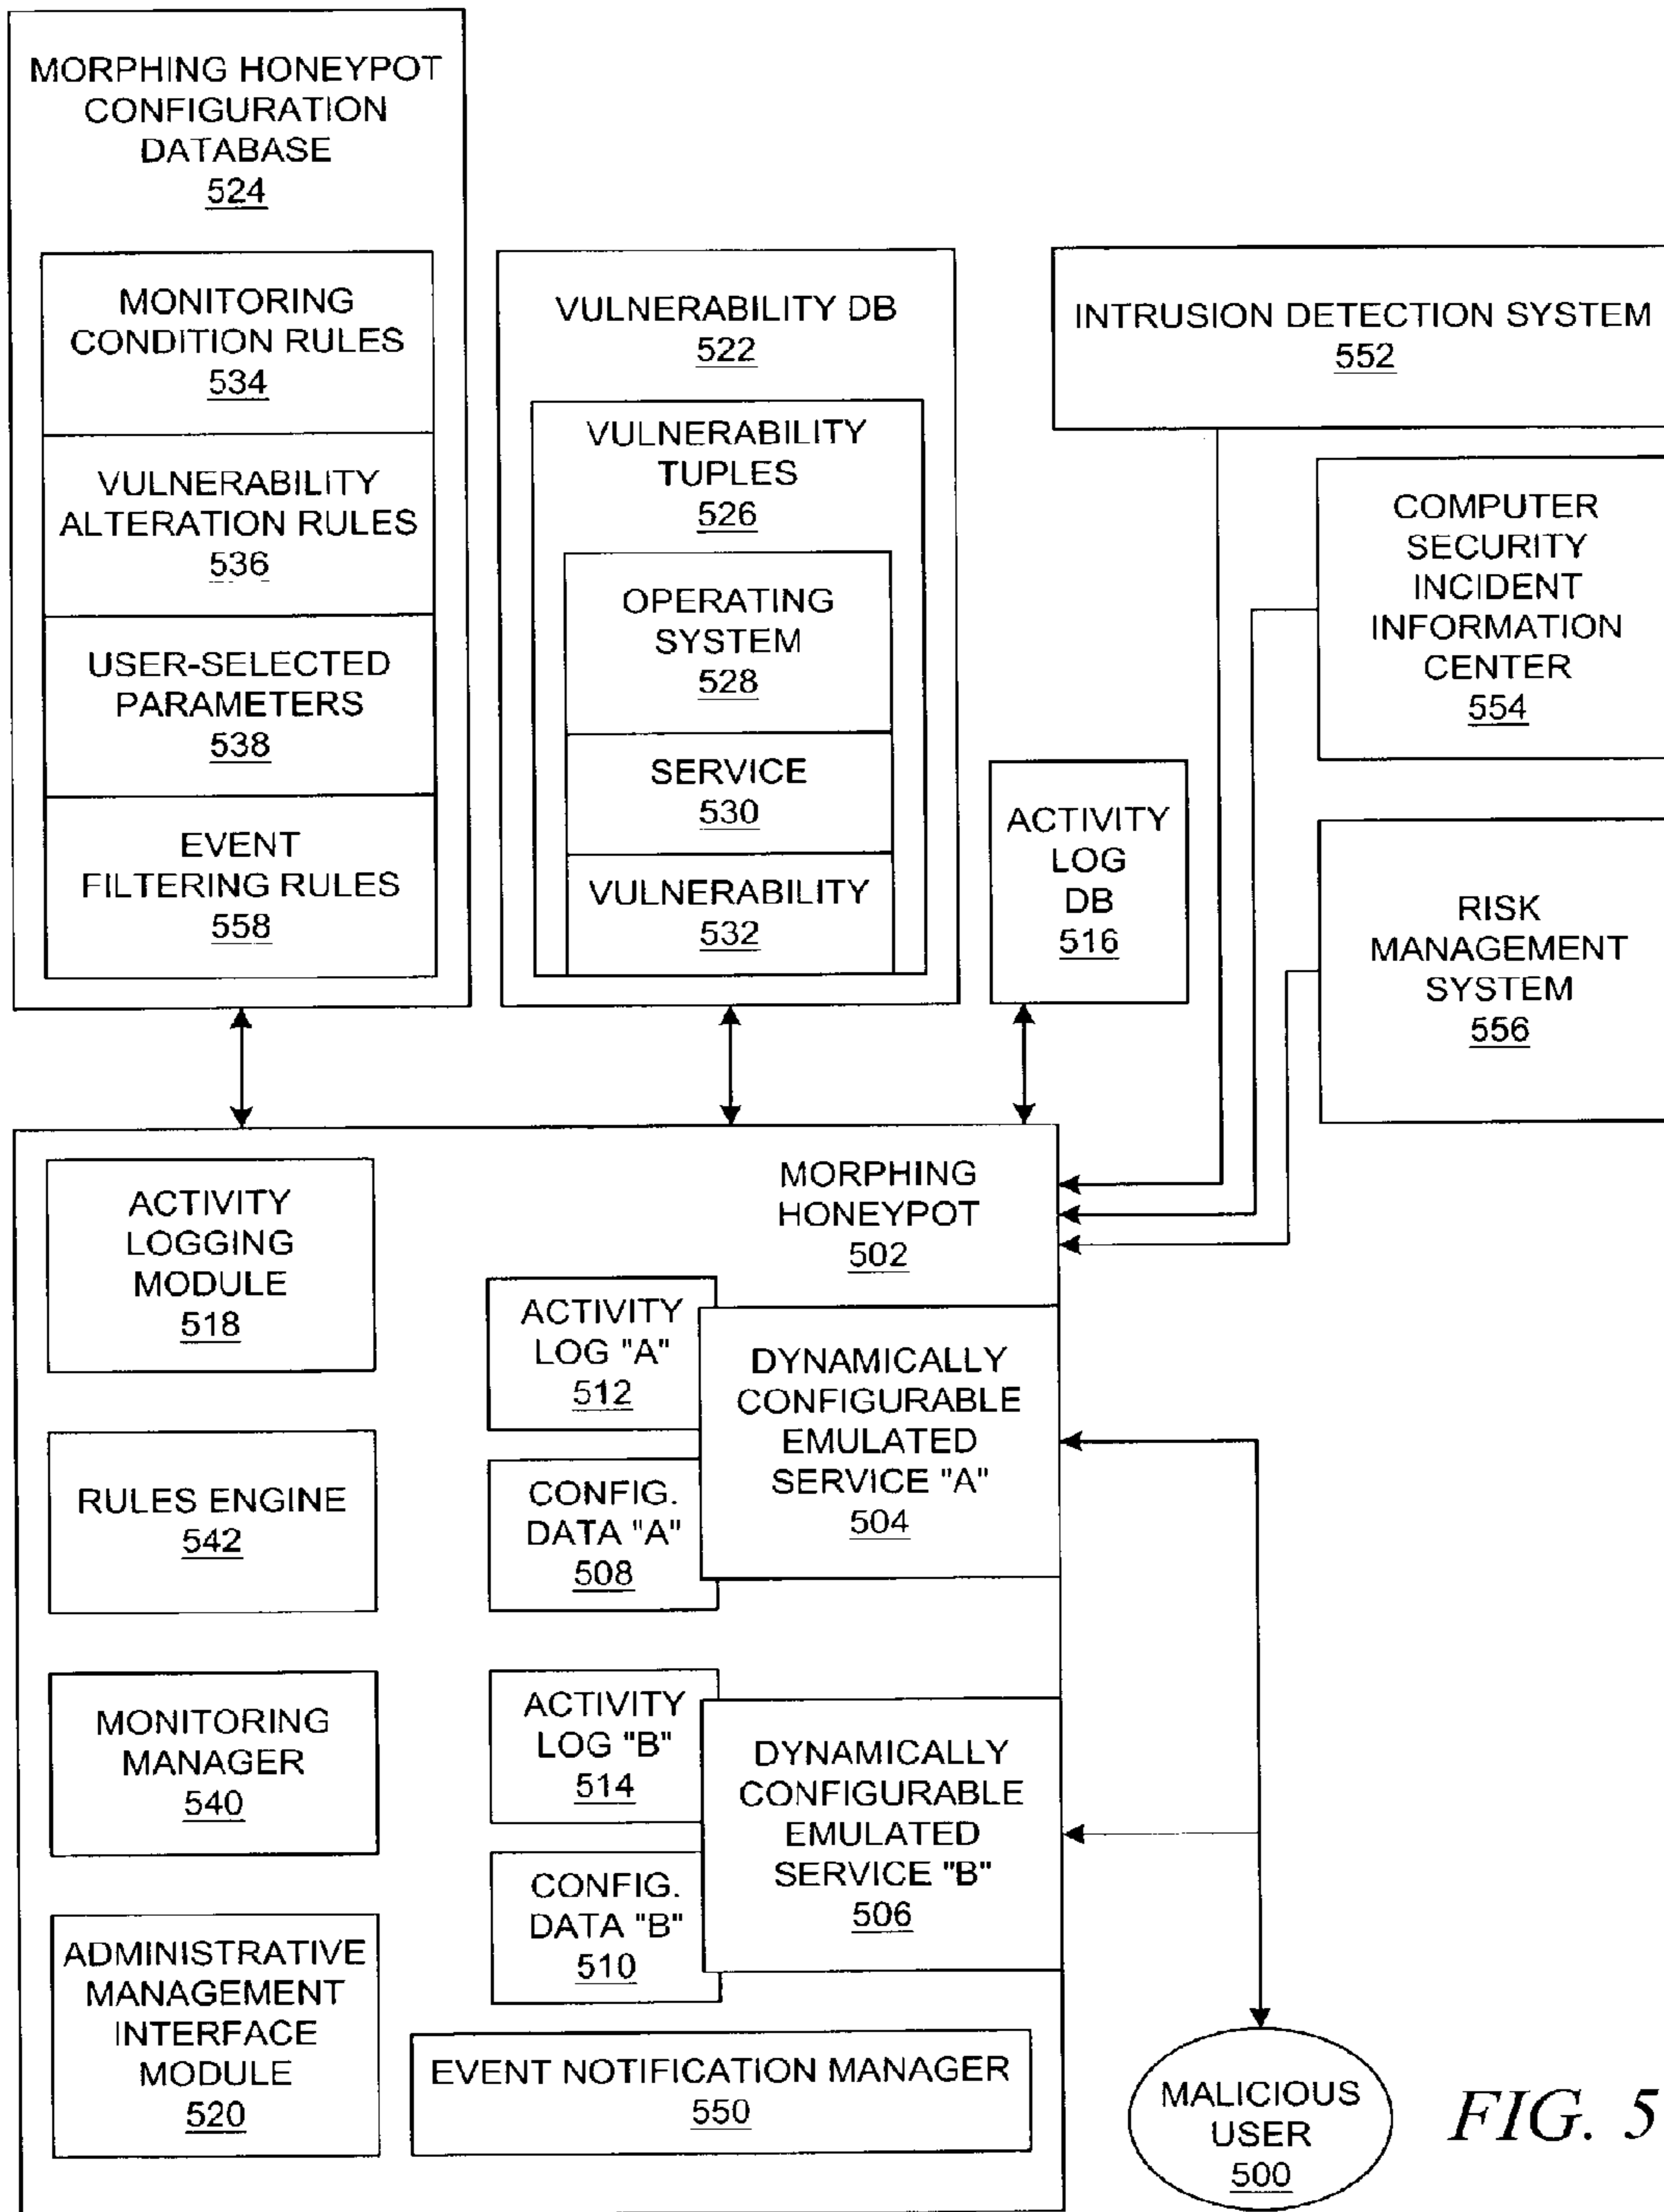 MORPHING HONEYPOT
CONFIGURATION
DATABASE
524
MONITORING
CONDITION RULES
534
VULNERABILITY
ALTERATION RULES
536
USER-SELECTED
PARAMETERS
538
EVENT
FILTERING RULES
558
VULNERABILITY DB
522
VULNERABILITY
TUPLES
526
OPERATING
SYSTEM
528
SERVICE
530
VULNERABILITY
532
ACTIVITY
LOG
DB
516
INTRUSION DETECTION SYSTEM
552
COMPUTER
SECURITY
INCIDENT
INFORMATION
CENTER
554
RISK
MANAGEMENT
SYSTEM
556
MORPHING
HONEYPOT
502
ACTIVITY
LOGGING
MODULE
518
RULES ENGINE
542
MONITORING
MANAGER
540
ADMINISTRATIVE
MANAGEMENT
INTERFACE
MODULE
520
ACTIVITY
LOG "A"
512
CONFIG.
DATA "A"
508
DYNAMICALLY
CONFIGURABLE
EMULATED
SERVICE "A"
504
ACTIVITY
LOG "B"
514
CONFIG.
DATA "B"
510
DYNAMICALLY
CONFIGURABLE
EMULATED
SERVICE "B"
506
EVENT NOTIFICATION MANAGER
550
MALICIOUS
USER
500
FIG. 5